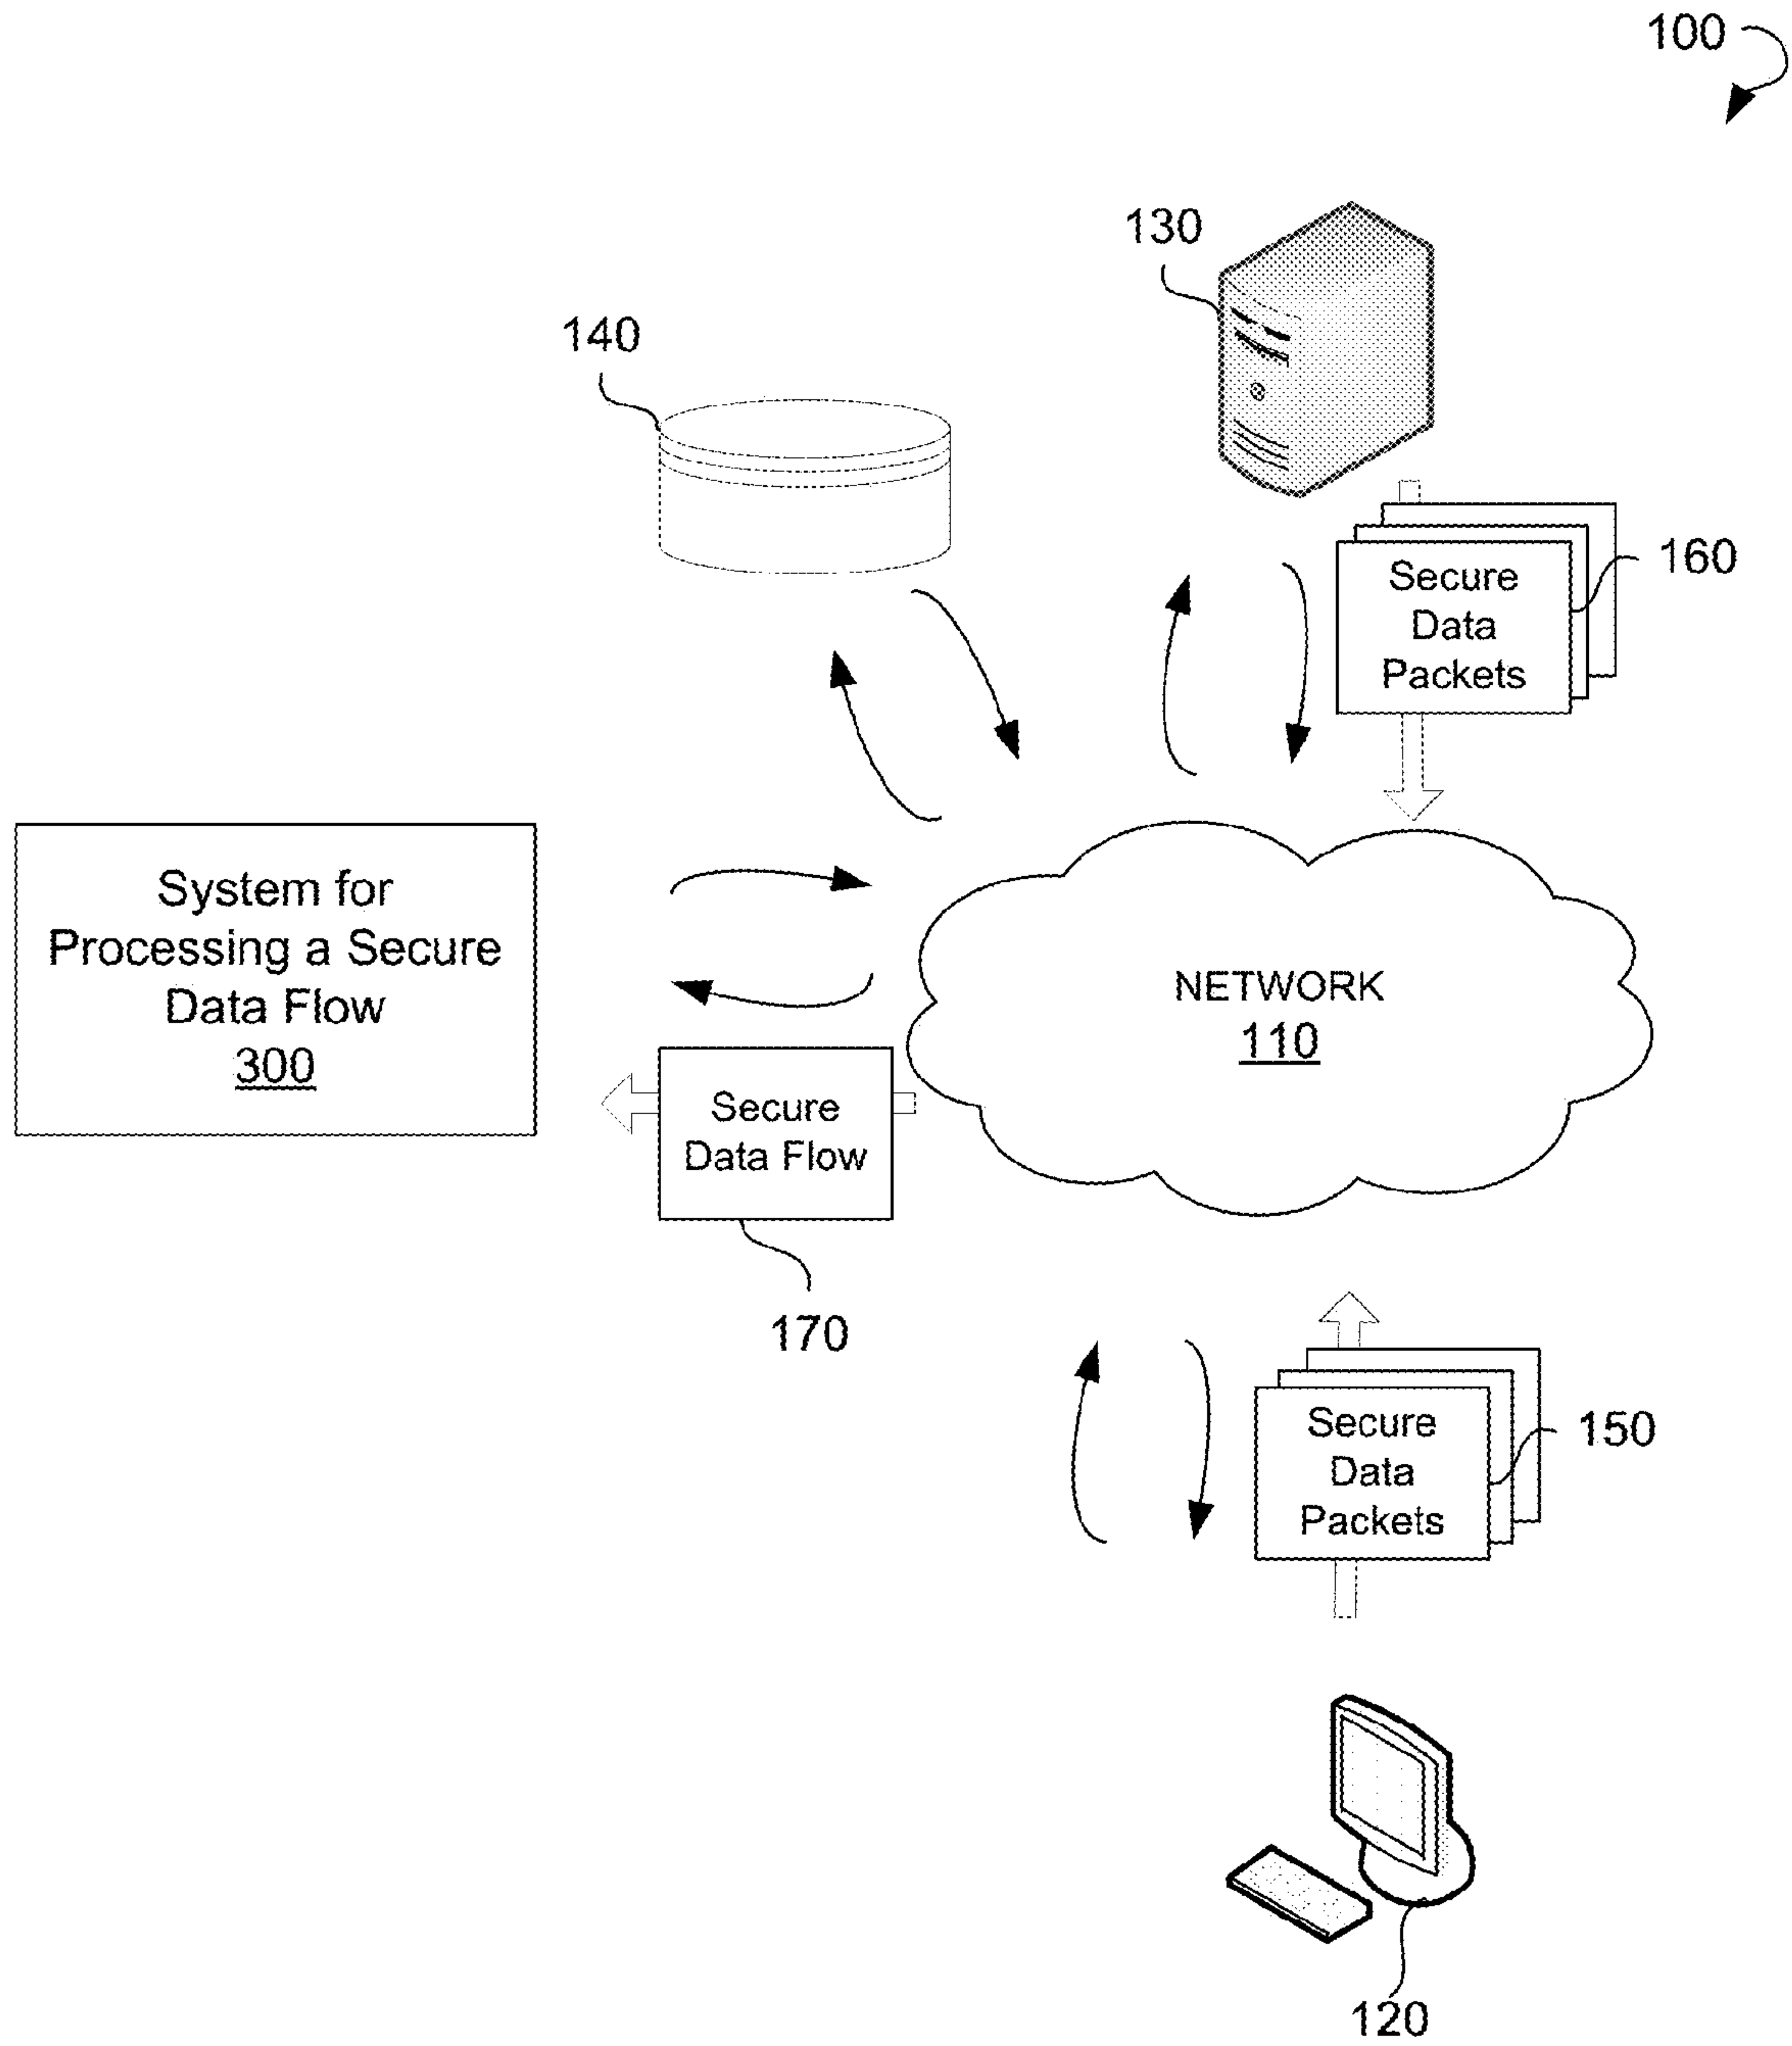 100
130
140
160
Secure
Data
Packets
System for
Processing a Secure
Data Flow
300
NETWORK
110
Secure
Data Flow
170
150
Secure
Data
Packets
120